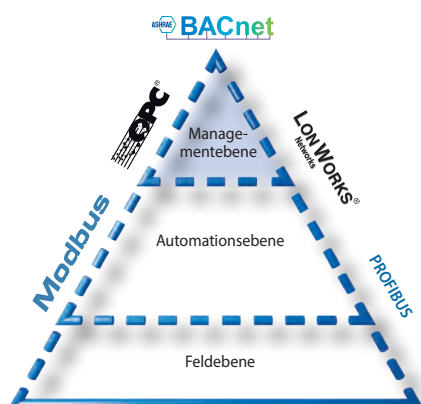 ASHRAE BACnet
OPC®
LONWORKS®
Networks
Manage-
mentebene
Modbus
Automationsebene
PROFIBUS
Feldebene